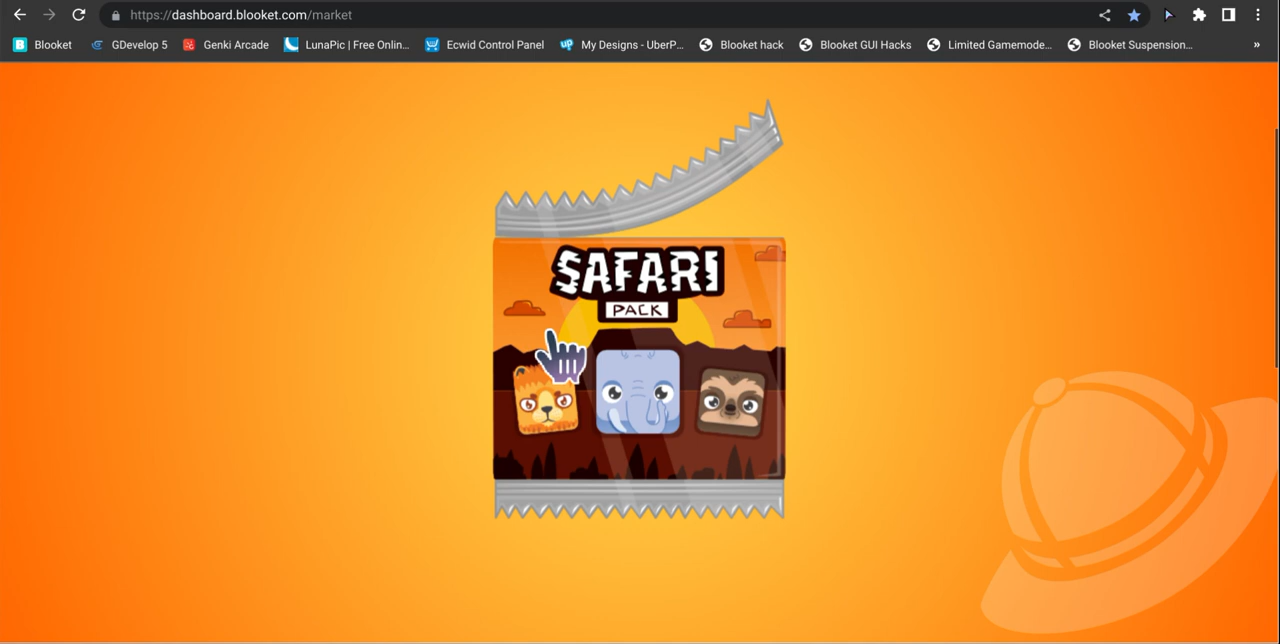 https://dashboard.blooket.com/market
B Blooket GDevelop 5 Genki Arcade LunaPic | Free Onlin... Ecwid Control Panel UP My Designs - UberP... Blooket hack Blooket GUI Hacks Limited Gamemode... Blooket Suspension... »
SAFARI
PACK